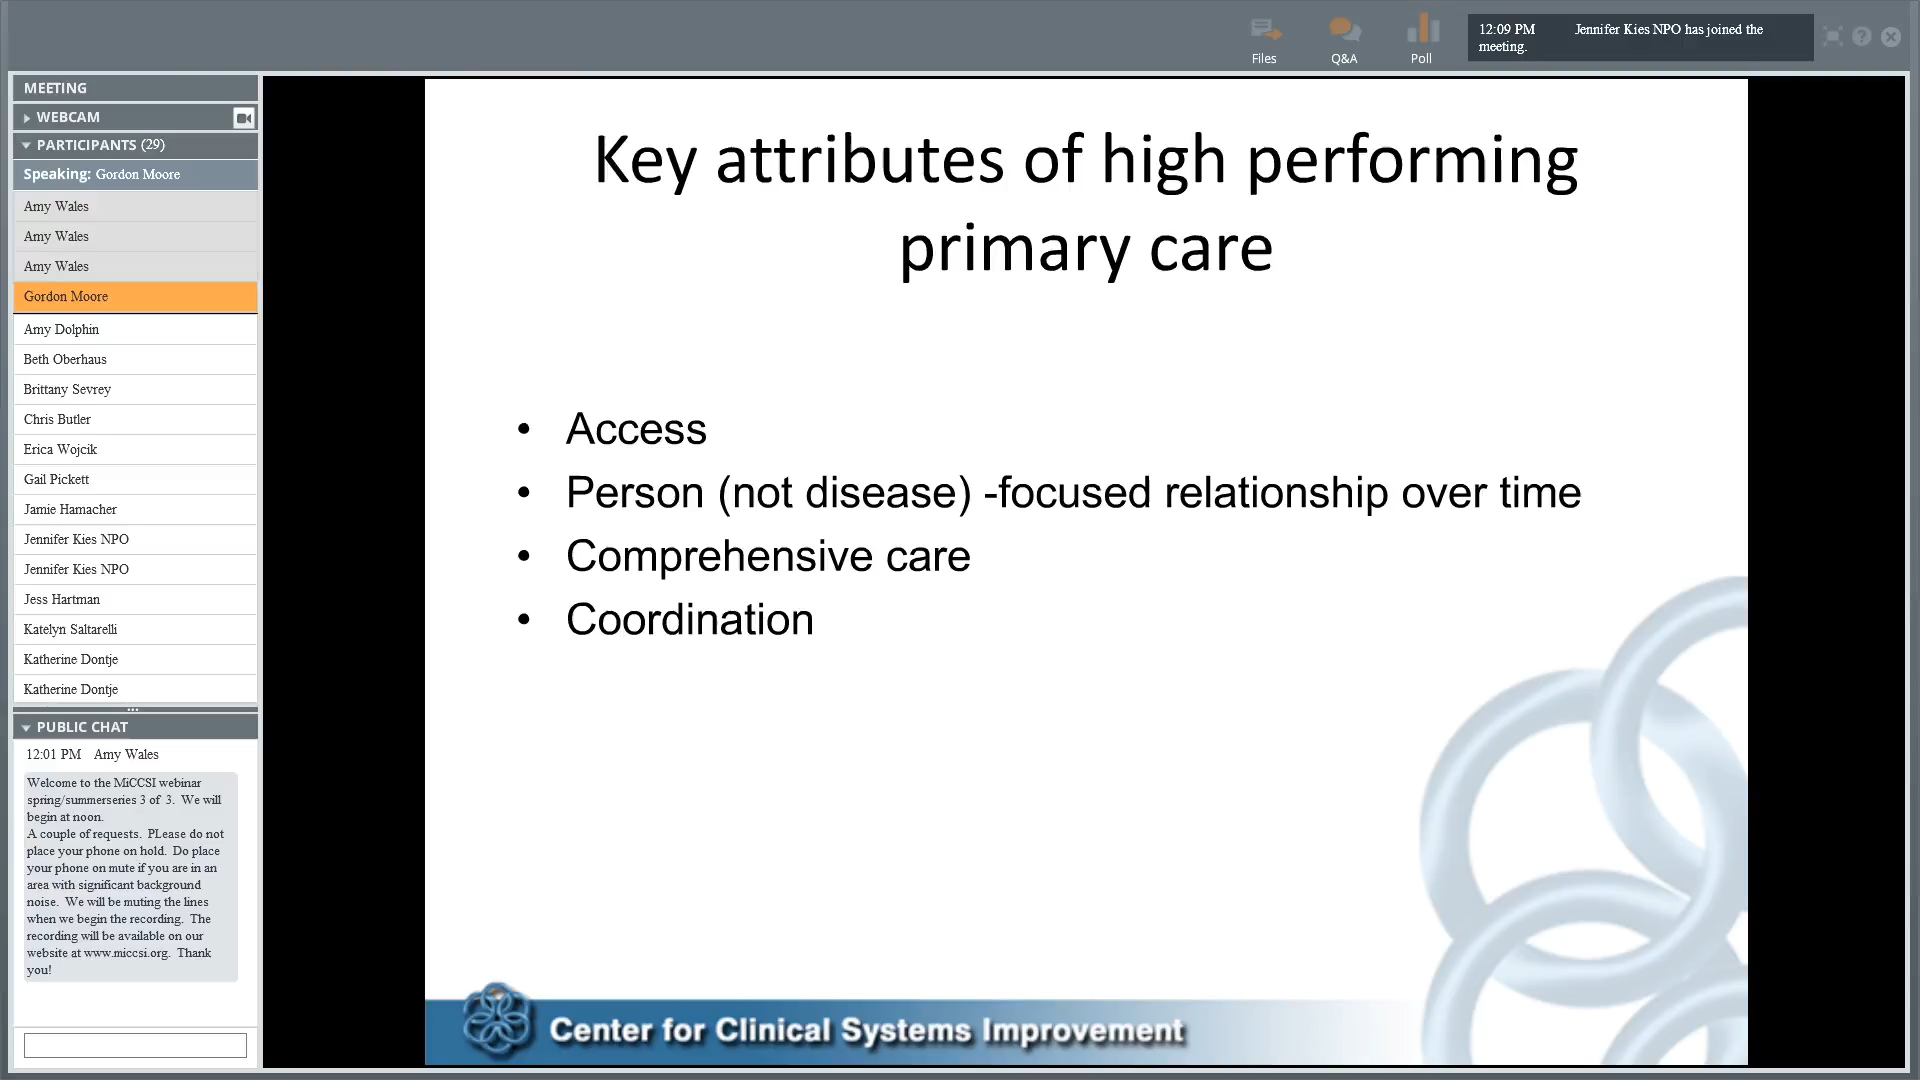 Files
Q&A
Poll
12:09 PM Jennifer Kies NPO has joined the
meeting.
MEETING
WEBCAM
PARTICIPANTS (29)
Speaking: Gordon Moore
Amy Wales
Amy Wales
Amy Wales
Gordon Moore
Amy Dolphin
Beth Oberhaus
Brittany Sevrey
Chris Butler
Erica Wojcik
Gail Pickett
Jamie Hamacher
Jennifer Kies NPO
Jennifer Kies NPO
Jess Hartman
Katelyn Saltarelli
Katherine Dontje
Katherine Dontje
PUBLIC CHAT
12:01 PM Amy Wales
Welcome to the MiCCSI webinar
spring/summerseries 3 of 3. We will
begin at noon.
A couple of requests. PLease do not
place your phone on hold. Do place
your phone on mute if you are in an
area with significant background
noise. We will be muting the lines
when we begin the recording. The
recording will be available on our
website at www.miccsi.org. Thank
you!
Key attributes of high performing
primary care
• Access
• Person (not disease) -focused relationship over time
• Comprehensive care
• Coordination
Center for Clinical Systems Improvement